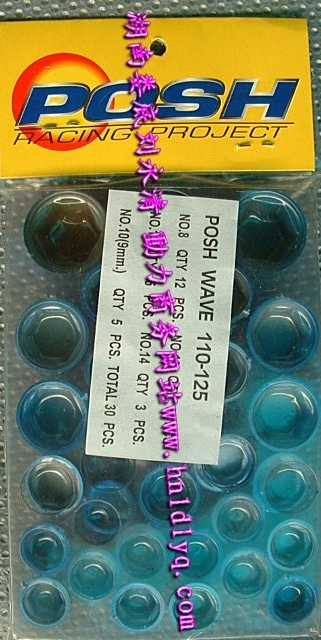 POSH
RACING PROJECT
POSH WAVE 110-125
NO.8 QTY 12 PCS.
PCS. NO.14 QTY 3 PCS.
NO.10(9mm.) QTY 5 PCS. TOTAL 30 PCS.
湖南娄底刘永清動力商务网站www.hnldlyq.com